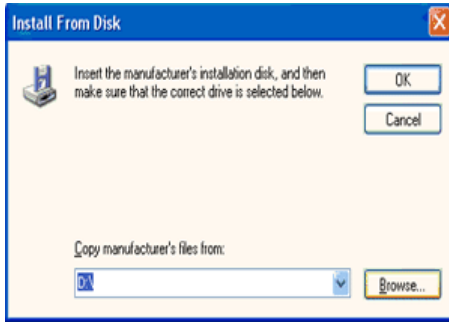 Install From Disk
Insert the manufacturer's installation disk, and then
make sure that the correct drive is selected below.
OK
Cancel
Copy manufacturer's files from:
D:\
Browse...